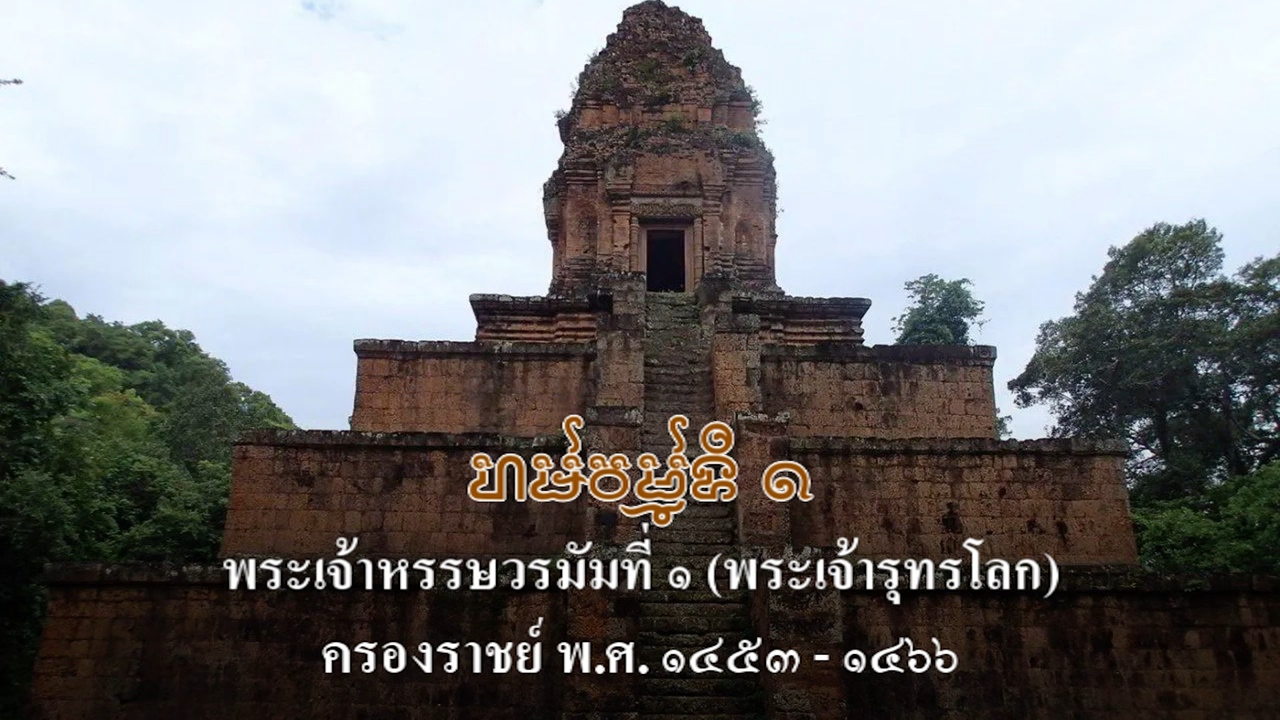 พระเจ้าหรรษวรมัมที่ ๑ (พระเจ้ารุทรโลก)
ครองราชย์ พ.ศ. ๑๔๕๓ - ๑๔๖๖